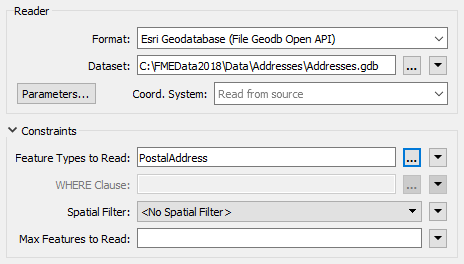 Reader
Format: Esri Geodatabase (File Geodb Open API)
Dataset: C:\FMEData2018\Data\Addresses\Addresses.gdb ...
Parameters... Coord. System: Read from source
Constraints
Feature Types to Read: PostalAddress ...
WHERE Clause: ...
Spatial Filter: <No Spatial Filter>
Max Features to Read: